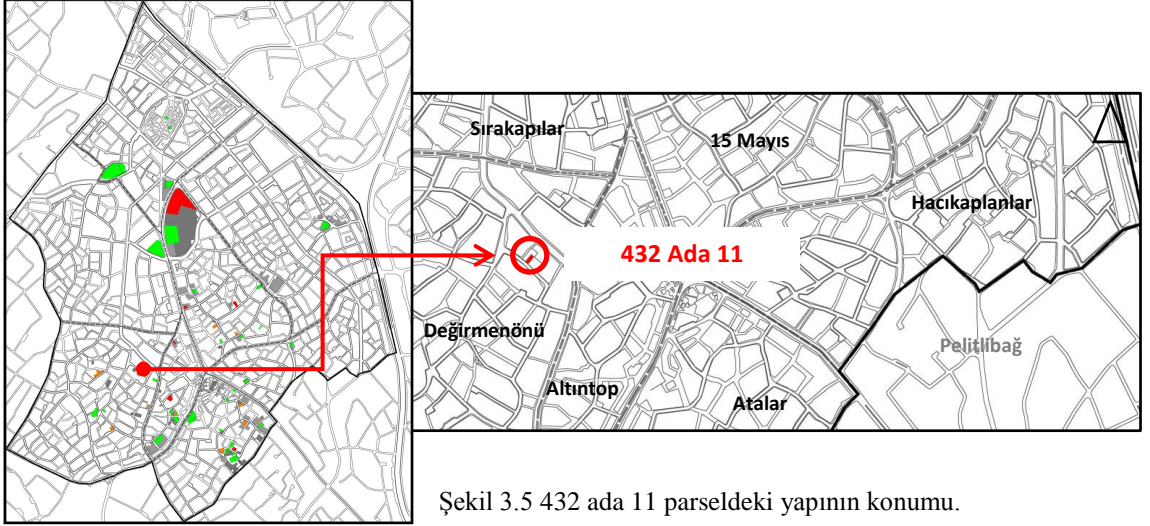 Sırakapılar
15 Mayıs
Hacıkaplanlar
432 Ada 11
Değirmenönü
Pelitlibağ
Altıntop
Atalar
Şekil 3.5 432 ada 11 parseldeki yapının konumu.